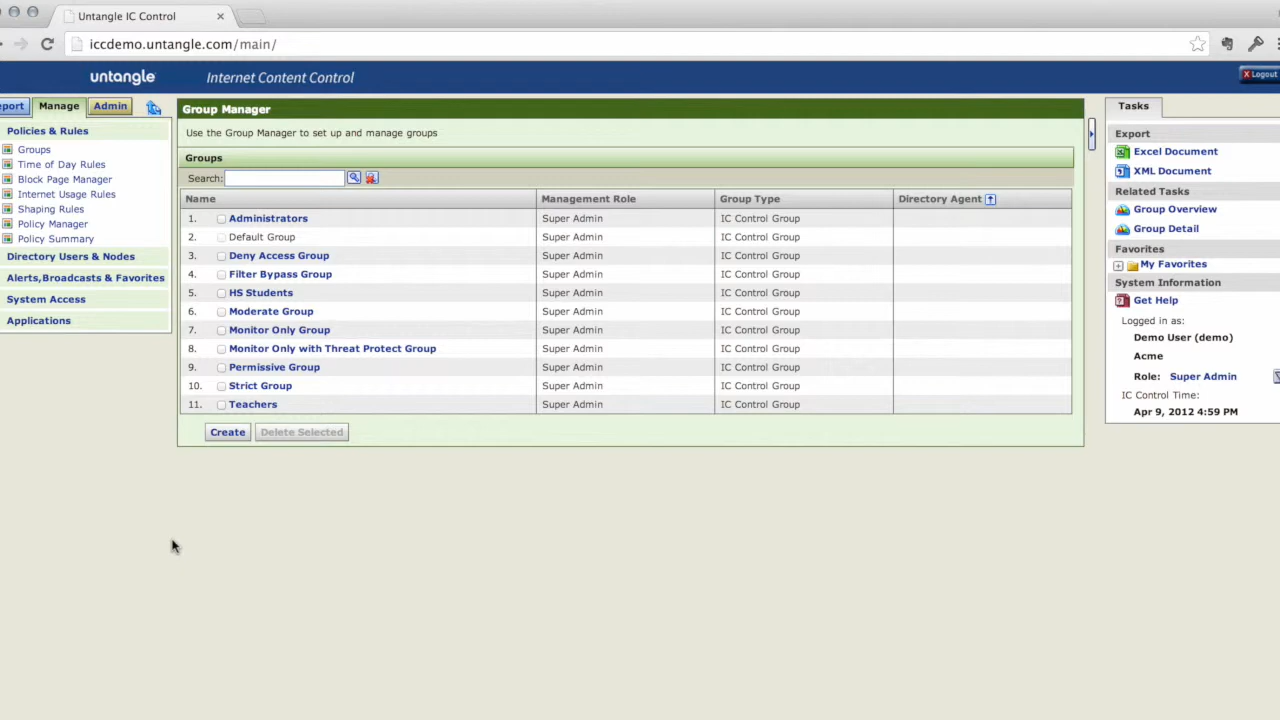 Untangle IC Control
iccdemo.untangle.com/main/
untangle Internet Content Control
X Logout
eport Manage Admin
Policies & Rules
Groups
Time of Day Rules
Block Page Manager
Internet Usage Rules
Shaping Rules
Policy Manager
Policy Summary
Directory Users & Nodes
Alerts,Broadcasts & Favorites
System Access
Applications
Group Manager
Use the Group Manager to set up and manage groups
Groups
Search:
Name Management Role Group Type Directory Agent
1. Administrators Super Admin IC Control Group
2. Default Group Super Admin IC Control Group
3. Deny Access Group Super Admin IC Control Group
4. Filter Bypass Group Super Admin IC Control Group
5. HS Students Super Admin IC Control Group
6. Moderate Group Super Admin IC Control Group
7. Monitor Only Group Super Admin IC Control Group
8. Monitor Only with Threat Protect Group Super Admin IC Control Group
9. Permissive Group Super Admin IC Control Group
10. Strict Group Super Admin IC Control Group
11. Teachers Super Admin IC Control Group
Create Delete Selected
Tasks
Export
Excel Document
XML Document
Related Tasks
Group Overview
Group Detail
Favorites
My Favorites
System Information
Get Help
Logged in as:
Demo User (demo)
Acme
Role: Super Admin
IC Control Time:
Apr 9, 2012 4:59 PM